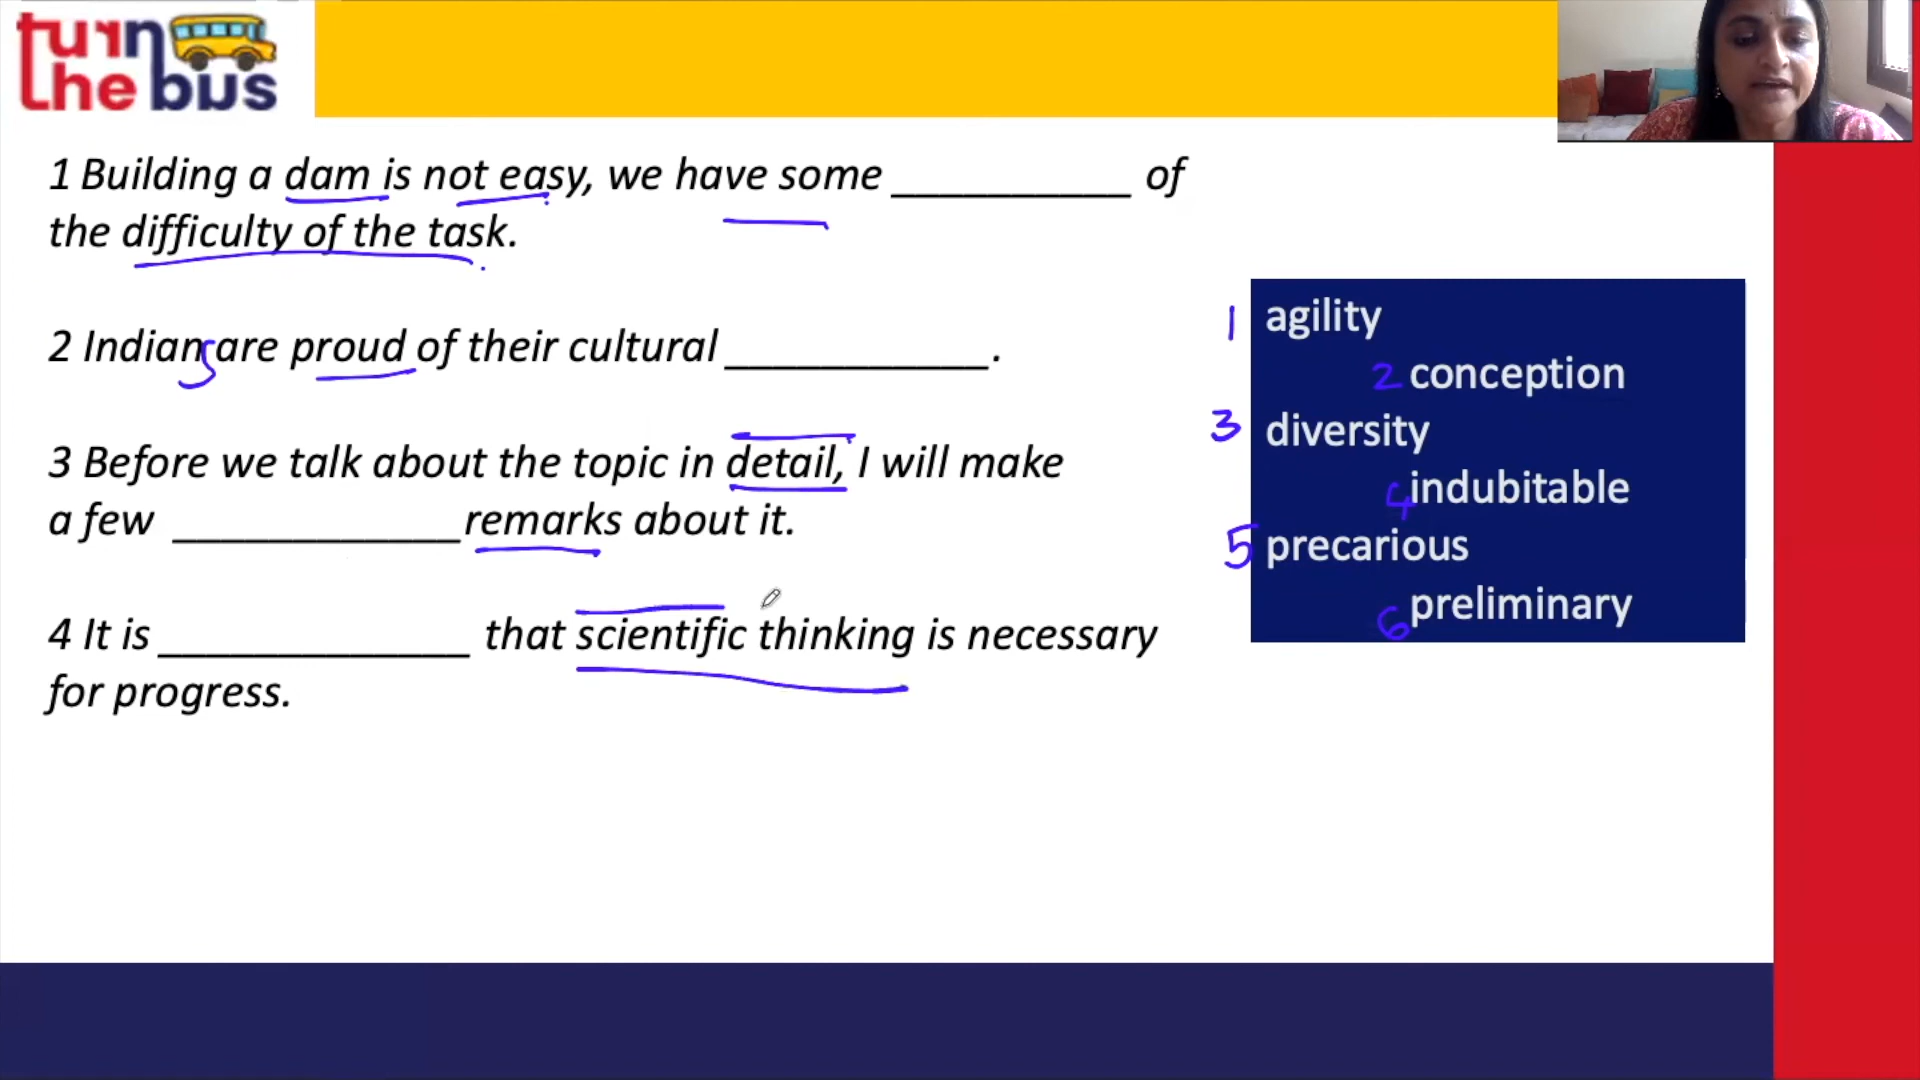 turn
the bus
1 Building a dam is not easy, we have some ___________ of
the difficulty of the task.
2 Indians are proud of their cultural ____________.
3 Before we talk about the topic in detail, I will make
a few _____________remarks about it.
4 It is ______________ that scientific thinking is necessary
for progress.
1 agility
2 conception
3 diversity
4 indubitable
5 precarious
6 preliminary